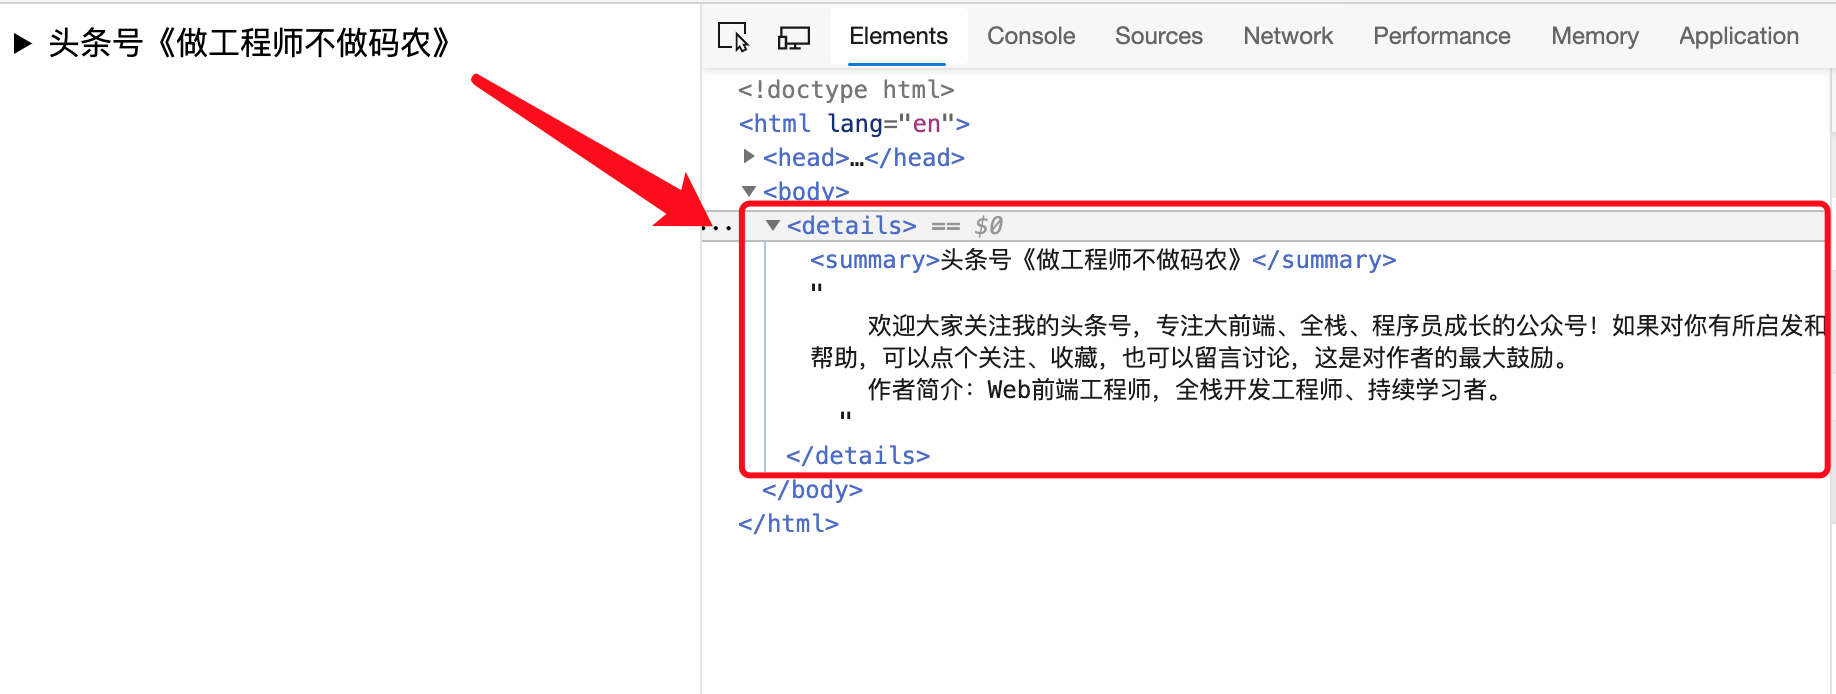 头条号《做工程师不做码农》
Elements Console Sources Network Performance Memory Application
<!doctype html>
<html lang="en">
<head>…</head>
<body>
<details> == $0
<summary>头条号《做工程师不做码农》</summary>
"
欢迎大家关注我的头条号，专注大前端、全栈、程序员成长的公众号！如果对你有所启发和
帮助，可以点个关注、收藏，也可以留言讨论，这是对作者的最大鼓励。
作者简介：Web前端工程师，全栈开发工程师、持续学习者。
"
</details>
</body>
</html>